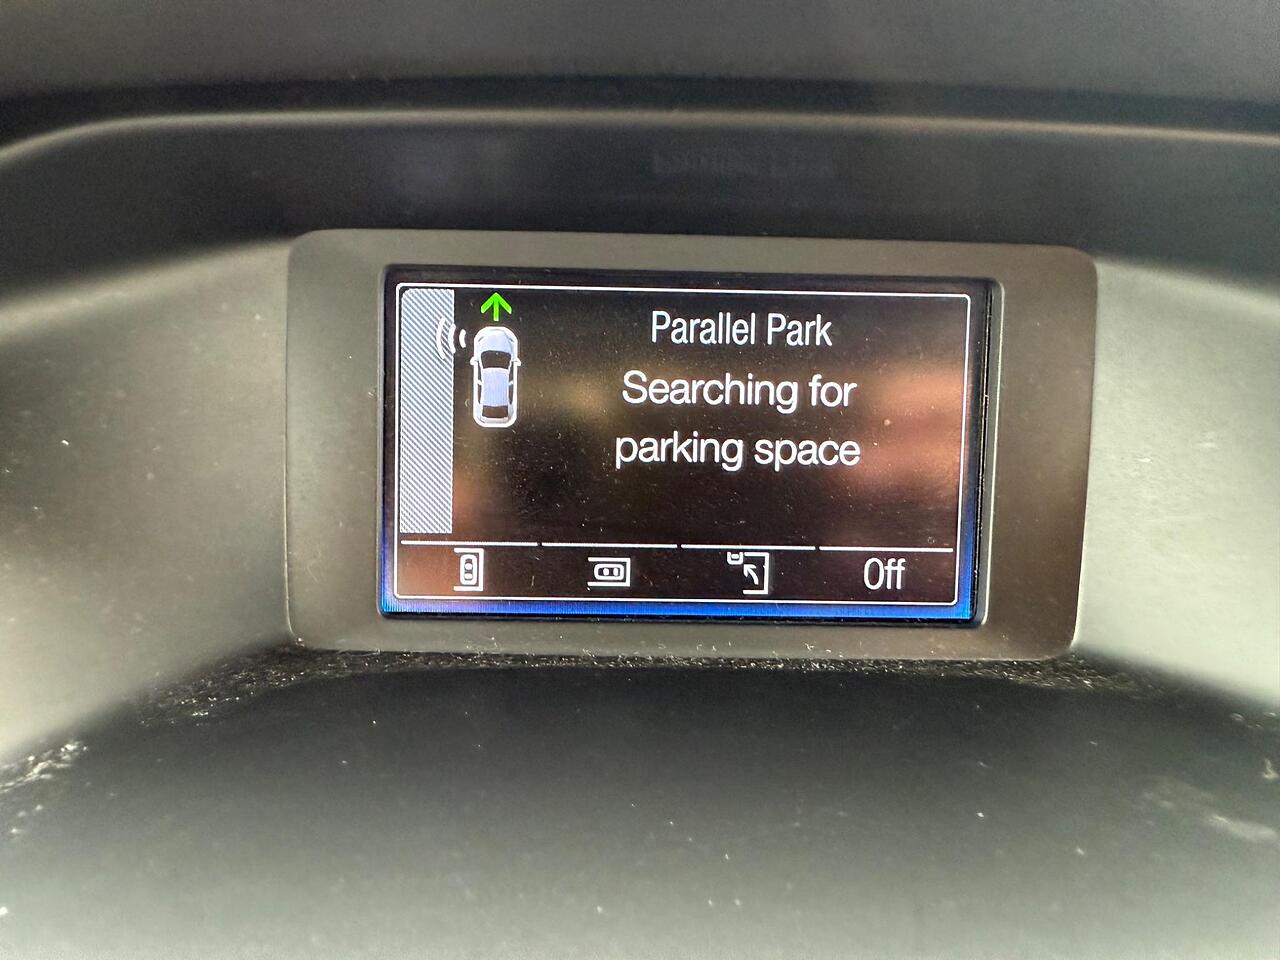 Parallel Park
Searching for
parking space
Off